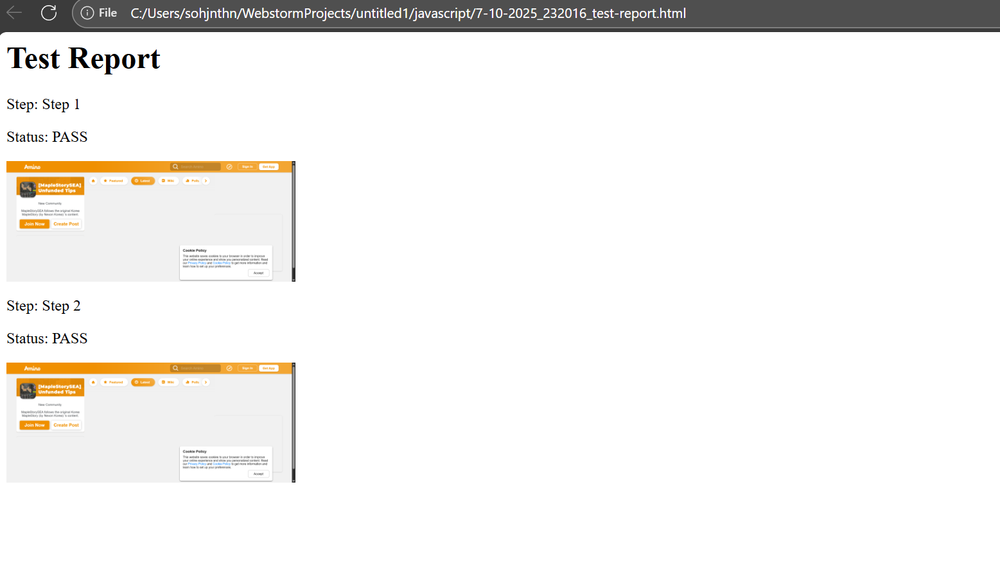 File C:/Users/sohjnthn/WebstormProjects/untitled1/javascript/7-10-2025_232016_test-report.html
Test Report
Step: Step 1
Status: PASS
Amino
Search Amino
Sign In
Get App
[MapleStorySEA]
Unfunded Tips
Featured
Latest
Wiki
Polls
New Community
MapleStorySEA follows the original Korea
MapleStory (by Nexon Korea) 's content.
Join Now
Create Post
Cookie Policy
This website saves cookies to your browser in order to improve
your online experience and show you personalized content. Read
our Privacy Policy and Cookie Policy to get more information and
learn how to set up your preferences.
Accept
Step: Step 2
Status: PASS
Amino
Search Amino
Sign In
Get App
[MapleStorySEA]
Unfunded Tips
Featured
Latest
Wiki
Polls
New Community
MapleStorySEA follows the original Korea
MapleStory (by Nexon Korea) 's content.
Join Now
Create Post
Cookie Policy
This website saves cookies to your browser in order to improve
your online experience and show you personalized content. Read
our Privacy Policy and Cookie Policy to get more information and
learn how to set up your preferences.
Accept